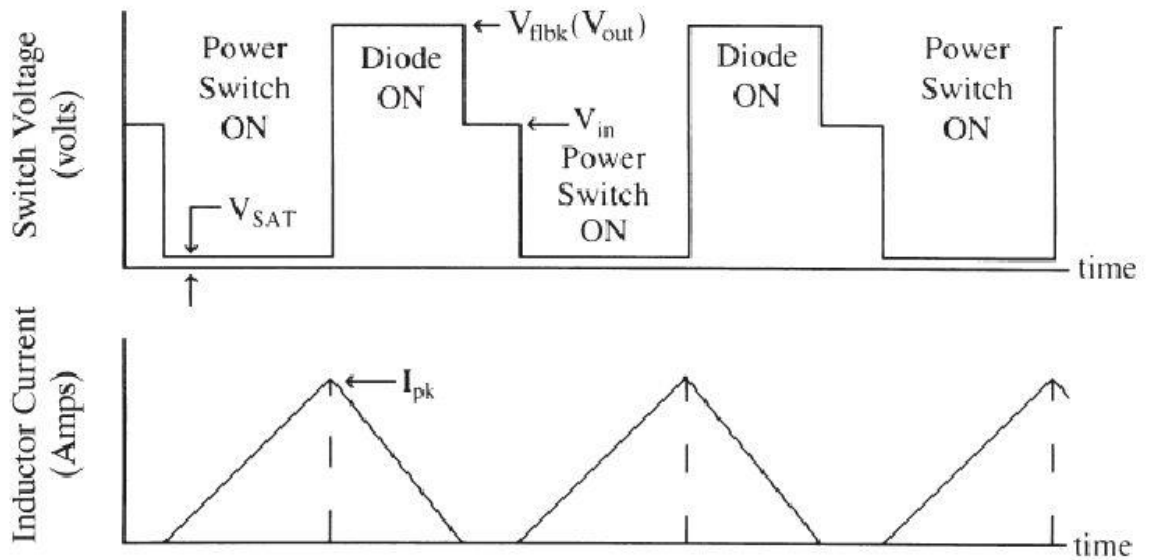 Switch Voltage
(volts)
Power
Switch
ON
Diode
ON
V_flbk(V_out)
V_in
Power
Switch
ON
Diode
ON
Power
Switch
ON
V_SAT
time
Inductor Current
(Amps)
I_pk
time